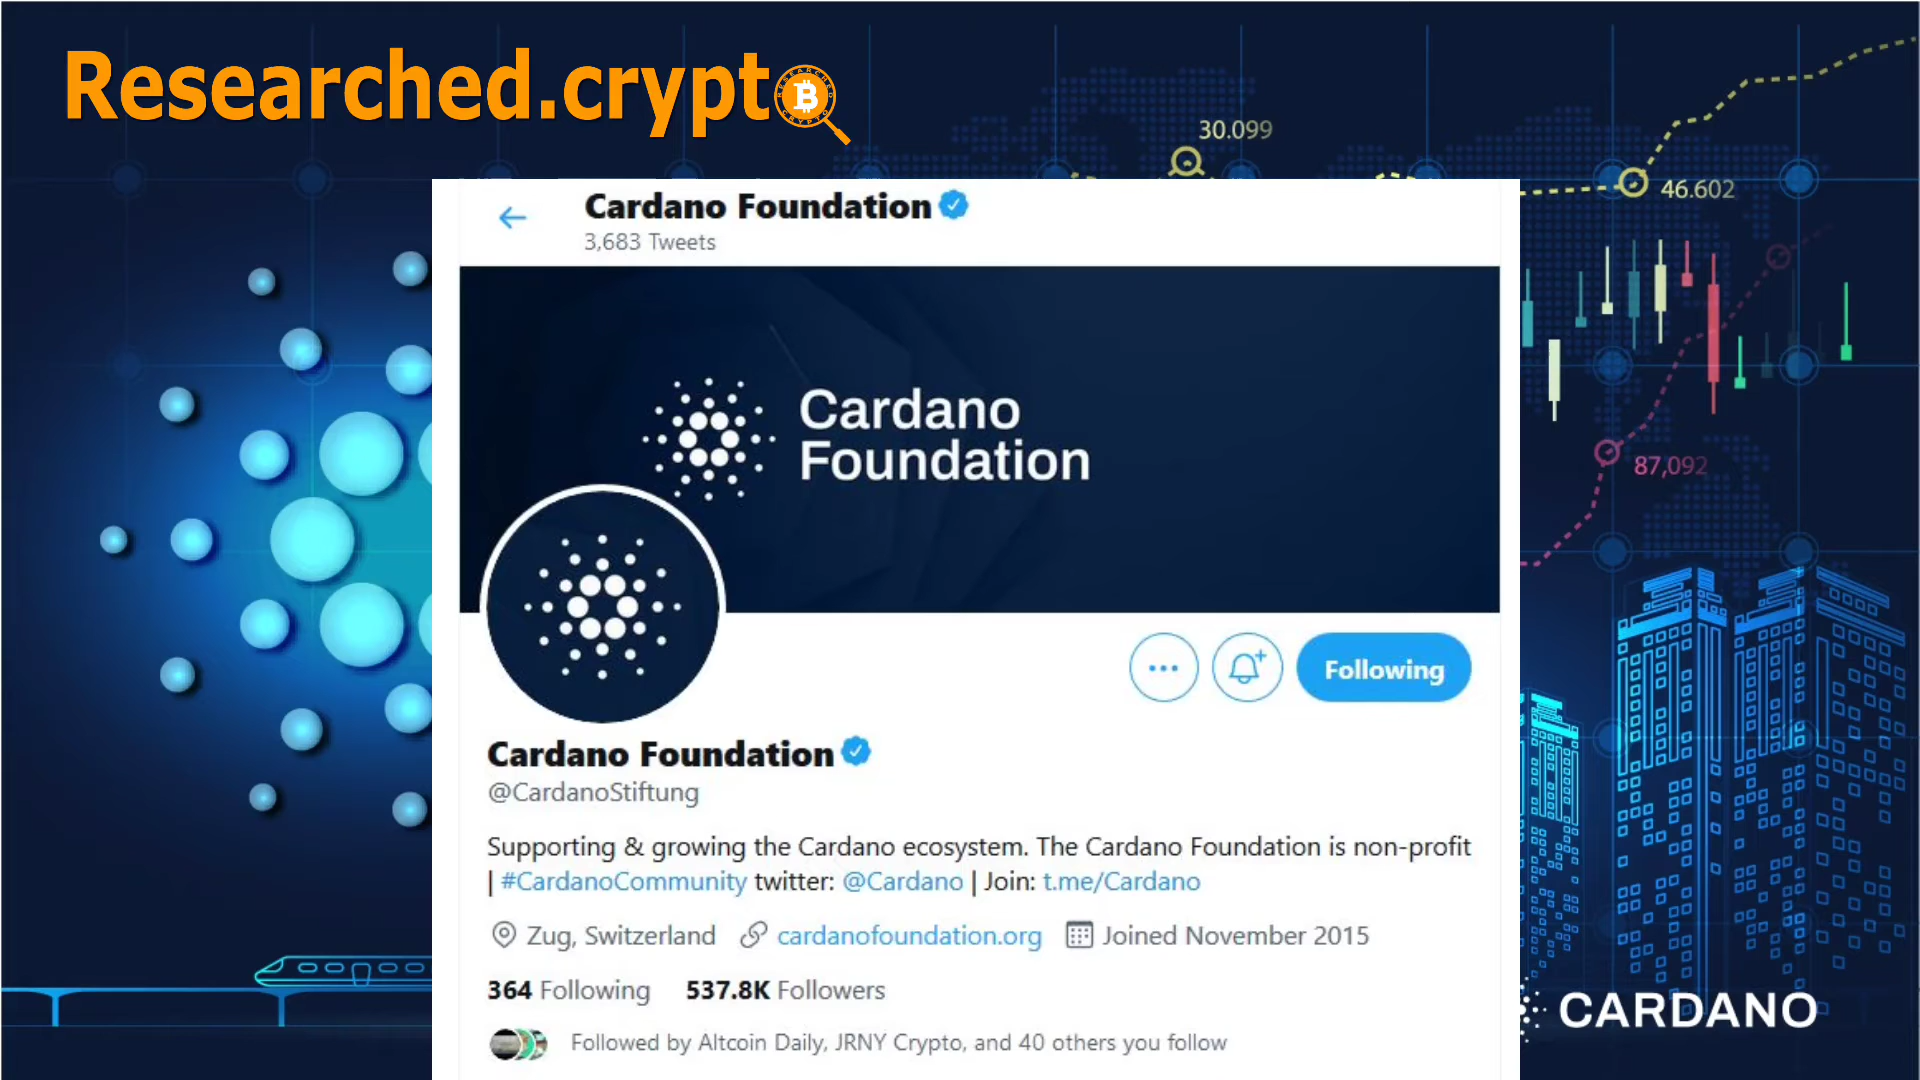 Researched.crypto
30.099
46.602
87,092
Cardano Foundation
3,683 Tweets
Cardano
Foundation
Following
Cardano Foundation
@CardanoStiftung
Supporting & growing the Cardano ecosystem. The Cardano Foundation is non-profit
| #CardanoCommunity twitter: @Cardano | Join: t.me/Cardano
Zug, Switzerland cardanofoundation.org Joined November 2015
364 Following 537.8K Followers
Followed by Altcoin Daily, JRNY Crypto, and 40 others you follow
CARDANO